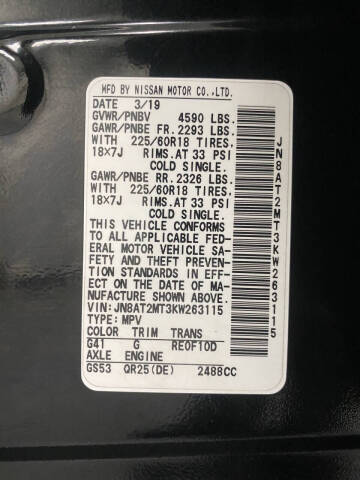 MFD BY NISSAN MOTOR CO.,LTD.
DATE 3/19
GVWR/PNBV 4590 LBS.
GAWR/PNBE FR. 2293 LBS.
WITH 225/60R18 TIRES,
18×7J RIMS.AT 33 PSI
COLD SINGLE.
GAWR/PNBE RR. 2326 LBS.
WITH 225/60R18 TIRES,
18×7J RIMS.AT 33 PSI
COLD SINGLE.
THIS VEHICLE CONFORMS
TO ALL APPLICABLE FED-
ERAL MOTOR VEHICLE SA-
FETY AND THEFT PREVEN-
TION STANDARDS IN EFF-
ECT ON THE DATE OF MA-
NUFACTURE SHOWN ABOVE.
VIN:JN8AT2MT3KW263115
TYPE:MPV
COLOR TRIM TRANS
G41 G RE0F10D
AXLE ENGINE
GS53 QR25(DE) 2488CC
JN8AT2MT3KW263115